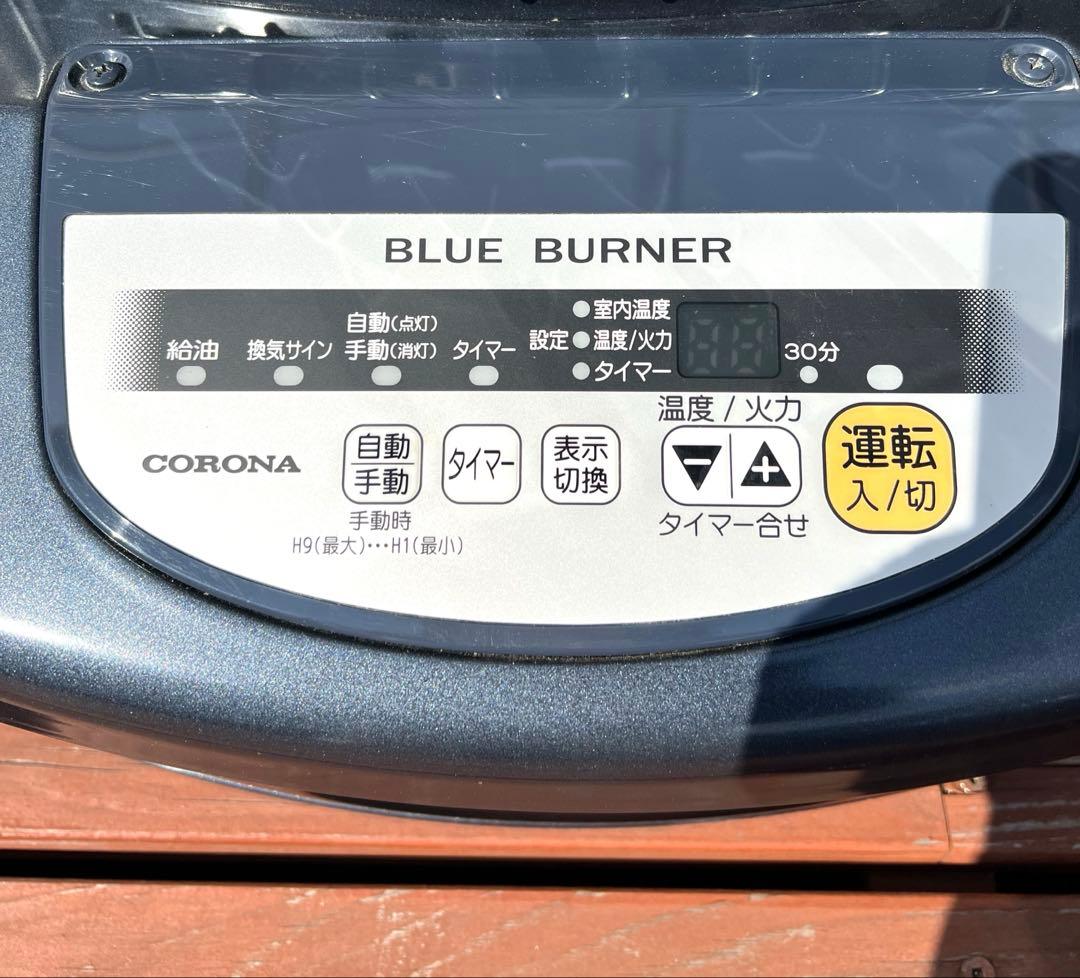 BLUE BURNER
給油
換気サイン
自動(点灯)
手動(消灯)
タイマー
設定
室内温度
温度/火力
タイマー
30分
温度/火力
CORONA
自動
手動
タイマー
表示
切換
− +
運転
入/切
手動時
H9(最大)…H1(最小)
タイマー合せ